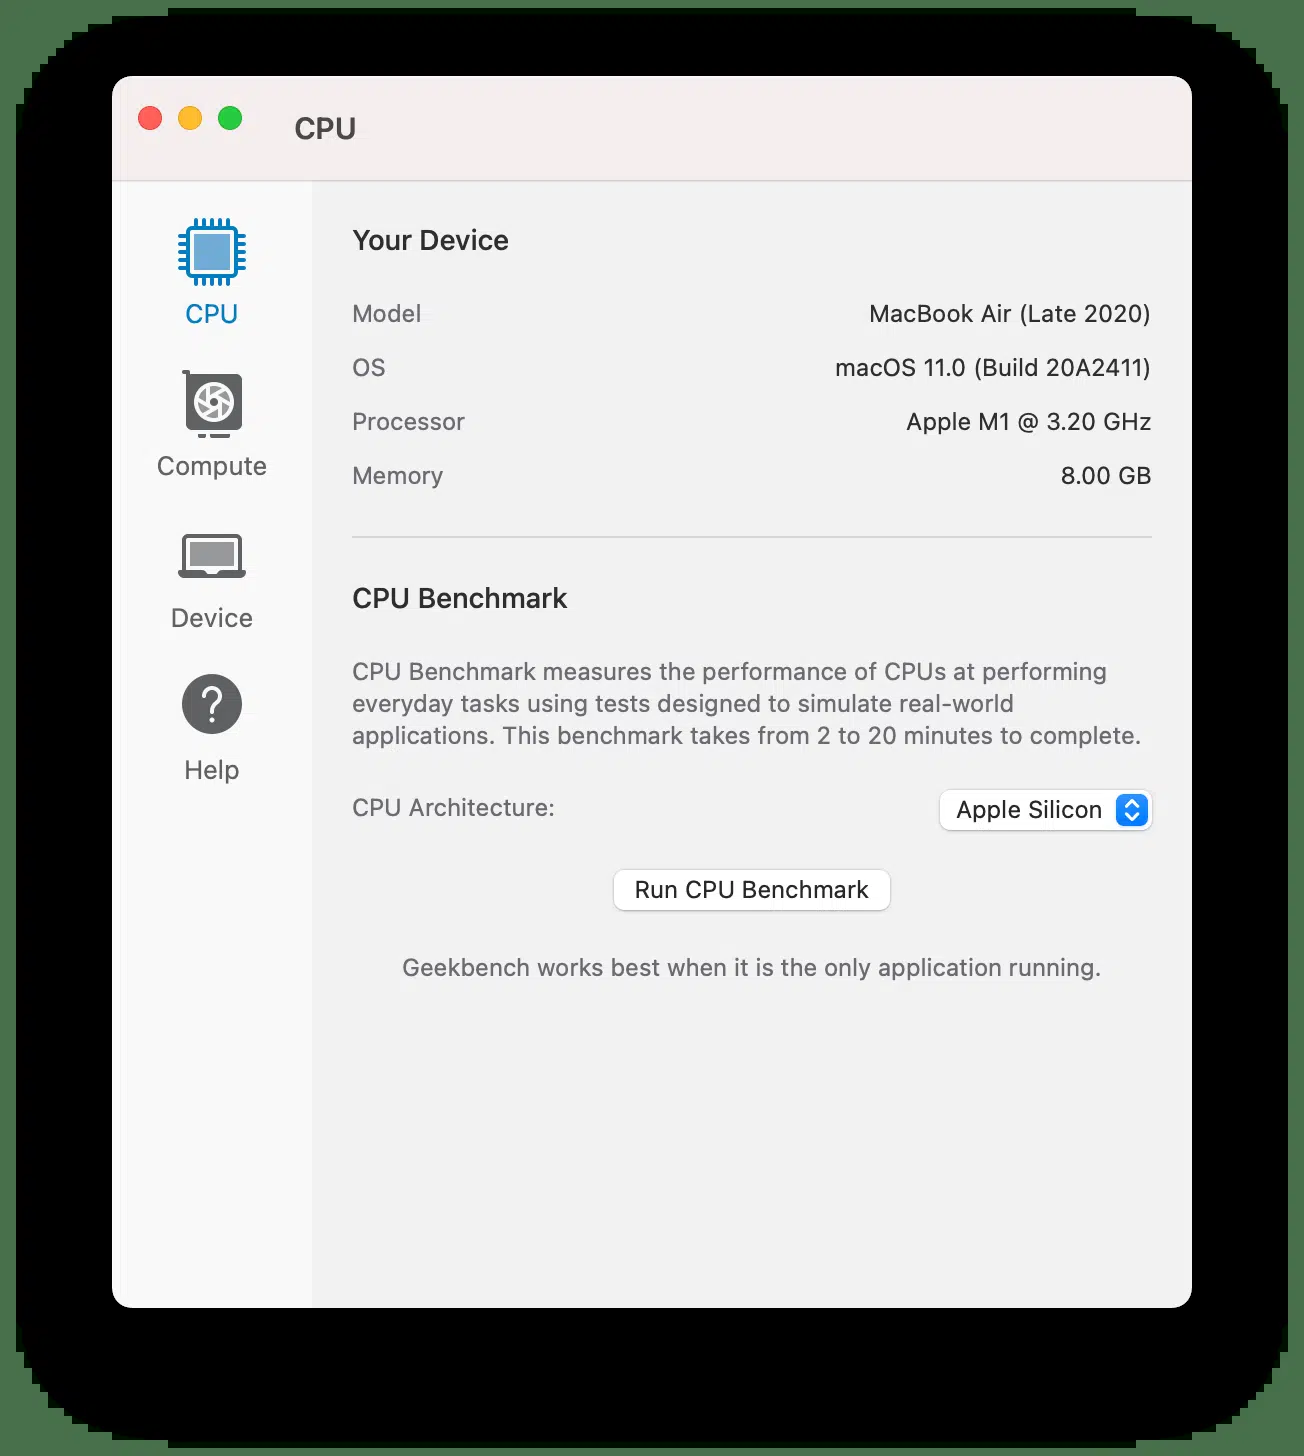 CPU
CPU
Compute
Device
Help
Your Device
Model MacBook Air (Late 2020)
OS macOS 11.0 (Build 20A2411)
Processor Apple M1 @ 3.20 GHz
Memory 8.00 GB
CPU Benchmark
CPU Benchmark measures the performance of CPUs at performing
everyday tasks using tests designed to simulate real-world
applications. This benchmark takes from 2 to 20 minutes to complete.
CPU Architecture: Apple Silicon
Run CPU Benchmark
Geekbench works best when it is the only application running.